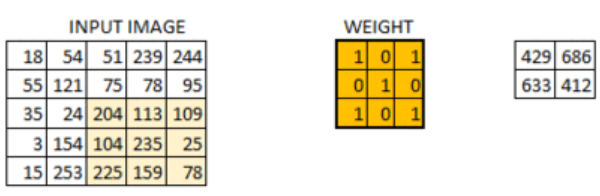 INPUT IMAGE
WEIGHT
18 54 51 239 244
55 121 75 78 95
35 24 204 113 109
3 154 104 235 25
15 253 225 159 78
1 0 1
0 1 0
1 0 1
429 686
633 412